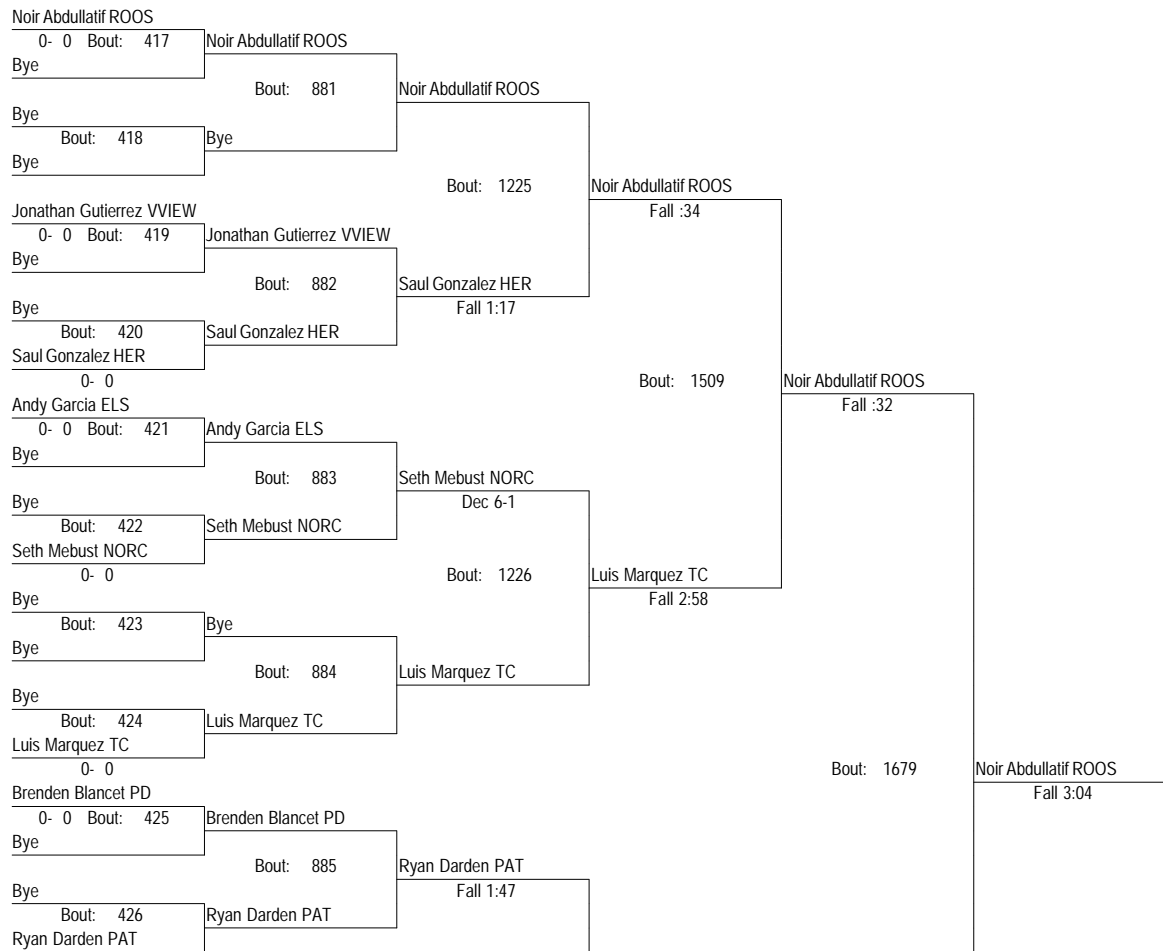 Noir Abdullatif ROOS
0- 0 Bout: 417 Noir Abdullatif ROOS
Bye
Bout: 881 Noir Abdullatif ROOS
Bye
Bout: 418 Bye
Bye
Bout: 1225 Noir Abdullatif ROOS
Fall :34
Jonathan Gutierrez VVIEW
0- 0 Bout: 419 Jonathan Gutierrez VVIEW
Bye
Bout: 882 Saul Gonzalez HER
Fall 1:17
Bye
Bout: 420 Saul Gonzalez HER
Saul Gonzalez HER
0- 0
Bout: 1509 Noir Abdullatif ROOS
Fall :32
Andy Garcia ELS
0- 0 Bout: 421 Andy Garcia ELS
Bye
Bout: 883 Seth Mebust NORC
Dec 6-1
Bye
Bout: 422 Seth Mebust NORC
Seth Mebust NORC
0- 0
Bout: 1226 Luis Marquez TC
Fall 2:58
Bye
Bout: 423 Bye
Bye
Bout: 884 Luis Marquez TC
Bye
Bout: 424 Luis Marquez TC
Luis Marquez TC
0- 0
Bout: 1679 Noir Abdullatif ROOS
Fall 3:04
Brenden Blancet PD
0- 0 Bout: 425 Brenden Blancet PD
Bye
Bout: 885 Ryan Darden PAT
Fall 1:47
Bye
Bout: 426 Ryan Darden PAT
Ryan Darden PAT